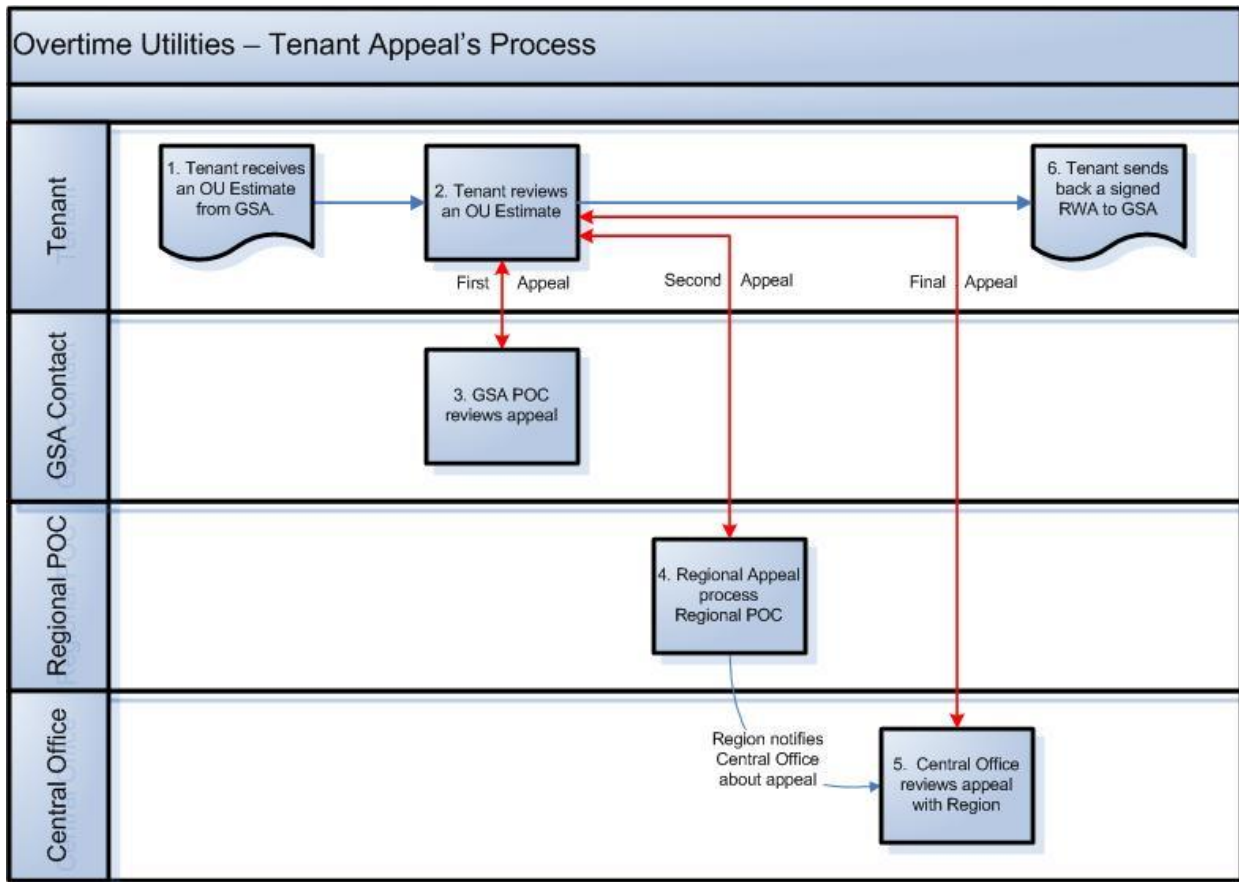 Overtime Utilities – Tenant Appeal's Process
Tenant
1. Tenant receives
an OU Estimate
from GSA.
2. Tenant reviews
an OU Estimate
6. Tenant sends
back a signed
RWA to GSA
First Appeal
Second Appeal
Final Appeal
GSA Contact
3. GSA POC
reviews appeal
Regional POC
4. Regional Appeal
process
Regional POC
Central Office
Region notifies
Central Office
about appeal
5. Central Office
reviews appeal
with Region